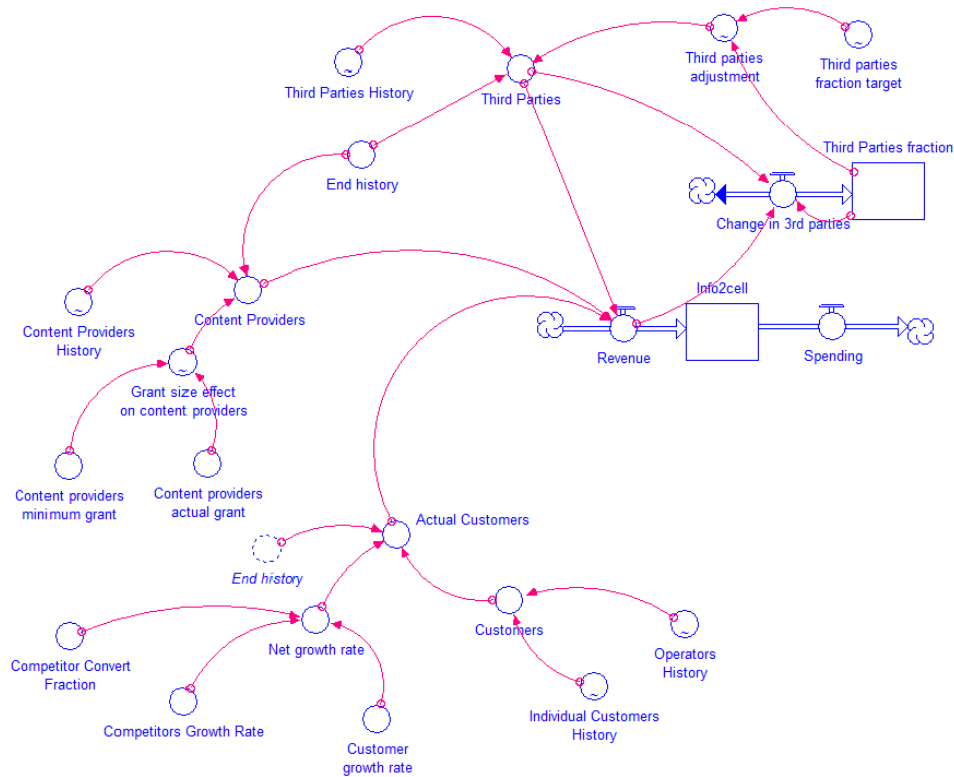 Third Parties History
Third Parties
Third parties
adjustment
Third parties
fraction target
End history
Third Parties fraction
Change in 3rd parties
Content Providers
History
Content Providers
Info2cell
Revenue
Spending
Grant size effect
on content providers
Content providers
minimum grant
Content providers
actual grant
Actual Customers
End history
Customers
Net growth rate
Operators
History
Competitor Convert
Fraction
Competitors Growth Rate
Individual Customers
History
Customer
growth rate